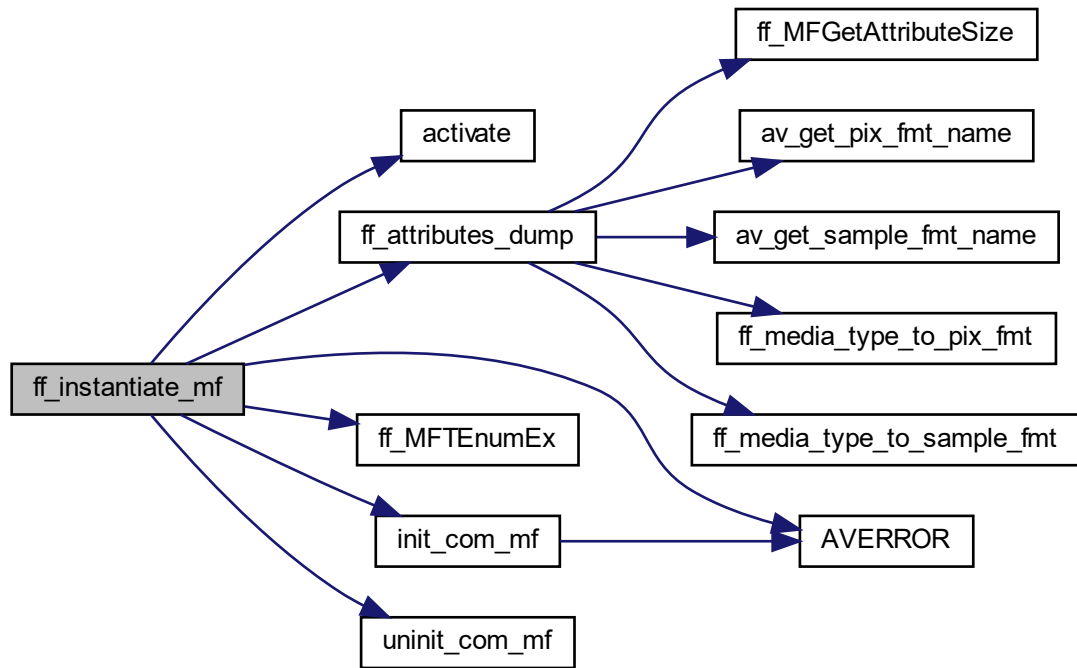 ff_MFGetAttributeSize
activate
av_get_pix_fmt_name
ff_attributes_dump
av_get_sample_fmt_name
ff_media_type_to_pix_fmt
ff_instantiate_mf
ff_MFTEnumEx
ff_media_type_to_sample_fmt
init_com_mf
AVERROR
uninit_com_mf